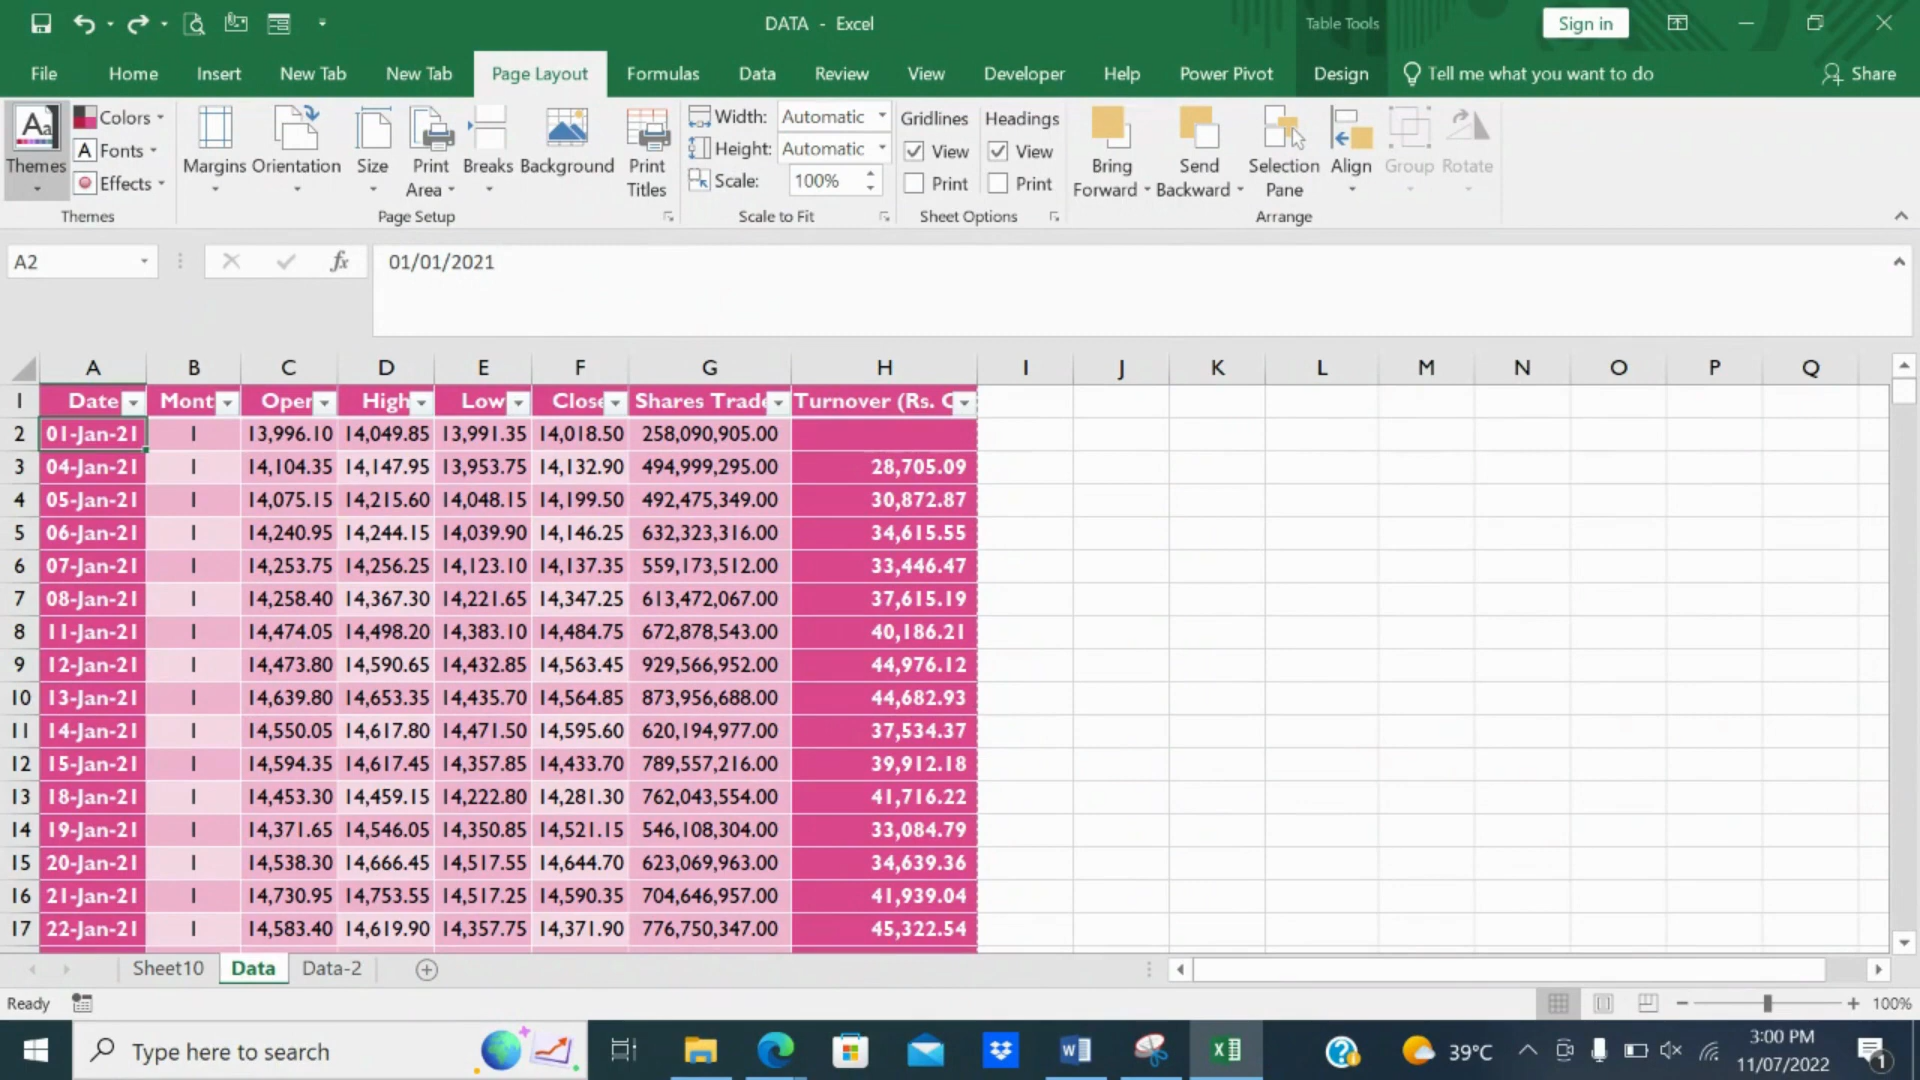 DATA - Excel
Table Tools
Sign in
File Home Insert New Tab New Tab Page Layout Formulas Data Review View Developer Help Power Pivot Design Tell me what you want to do Share
Aa Themes
Colors
A Fonts
Effects
Themes
Margins Orientation Size Print Area Breaks Background Print Titles
Page Setup
Width: Automatic
Height: Automatic
Scale: 100%
Scale to Fit
Gridlines Headings
View View
Print Print
Sheet Options
Bring Forward Send Backward Selection Pane Align Group Rotate
Arrange
A2 fx 01/01/2021
A B C D E F G H I J K L M N O P Q
1 Date Mont Oper High Low Close Shares Trade Turnover (Rs. C
2 01-Jan-21 1 13,996.10 14,049.85 13,991.35 14,018.50 258,090,905.00
3 04-Jan-21 1 14,104.35 14,147.95 13,953.75 14,132.90 494,999,295.00 28,705.09
4 05-Jan-21 1 14,075.15 14,215.60 14,048.15 14,199.50 492,475,349.00 30,872.87
5 06-Jan-21 1 14,240.95 14,244.15 14,039.90 14,146.25 632,323,316.00 34,615.55
6 07-Jan-21 1 14,253.75 14,256.25 14,123.10 14,137.35 559,173,512.00 33,446.47
7 08-Jan-21 1 14,258.40 14,367.30 14,221.65 14,347.25 613,472,067.00 37,615.19
8 11-Jan-21 1 14,474.05 14,498.20 14,383.10 14,484.75 672,878,543.00 40,186.21
9 12-Jan-21 1 14,473.80 14,590.65 14,432.85 14,563.45 929,566,952.00 44,976.12
10 13-Jan-21 1 14,639.80 14,653.35 14,435.70 14,564.85 873,956,688.00 44,682.93
11 14-Jan-21 1 14,550.05 14,617.80 14,471.50 14,595.60 620,194,977.00 37,534.37
12 15-Jan-21 1 14,594.35 14,617.45 14,357.85 14,433.70 789,557,216.00 39,912.18
13 18-Jan-21 1 14,453.30 14,459.15 14,222.80 14,281.30 762,043,554.00 41,716.22
14 19-Jan-21 1 14,371.65 14,546.05 14,350.85 14,521.15 546,108,304.00 33,084.79
15 20-Jan-21 1 14,538.30 14,666.45 14,517.55 14,644.70 623,069,963.00 34,639.36
16 21-Jan-21 1 14,730.95 14,753.55 14,517.25 14,590.35 704,646,957.00 41,939.04
17 22-Jan-21 1 14,583.40 14,619.90 14,357.75 14,371.90 776,750,347.00 45,322.54
Sheet10 Data Data-2
Ready 100%
Type here to search 39°C 3:00 PM
11/07/2022 1